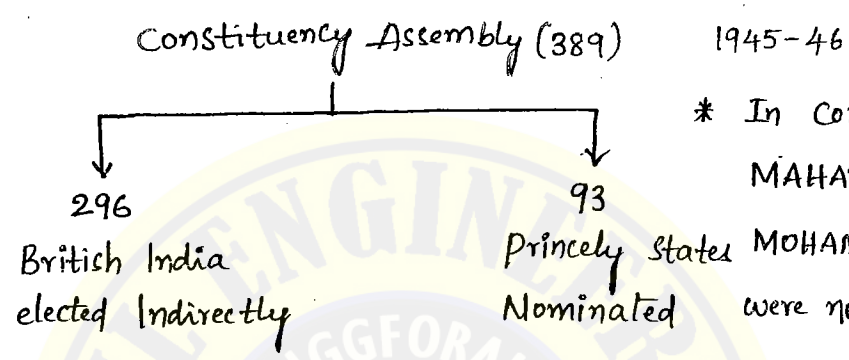 Constituency Assembly (389) 1945-46
* In Co
296 93 MAHA
British India Princely States MOHAM
elected Indirectly Nominated were